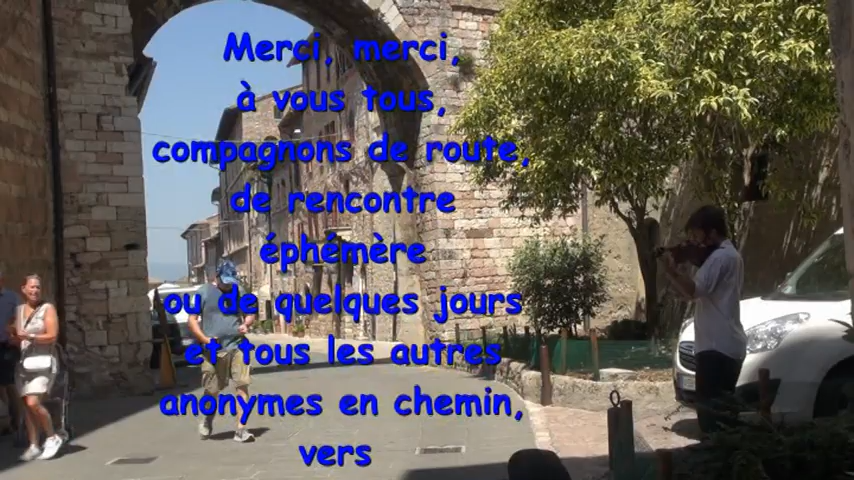 Merci, merci,
à vous tous,
compagnons de route,
de rencontre
éphémère
ou de quelques jours
et tous les autres
anonymes en chemin,
vers